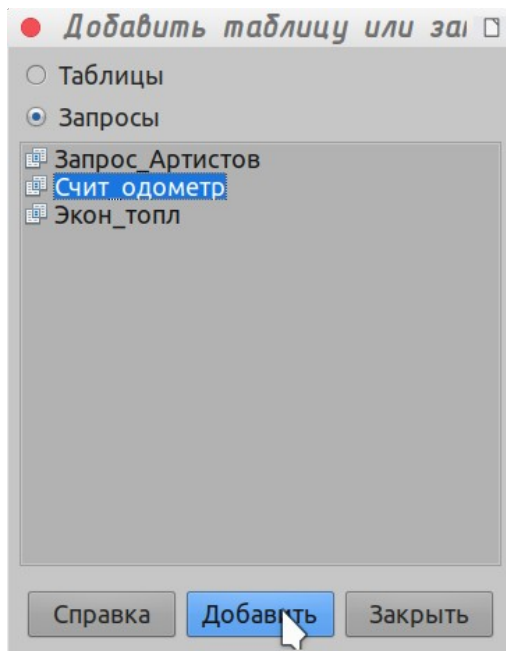 Добавить таблицу или за
Таблицы
Запросы
Запрос_Артистов
Счит_одометр
Экон_топл
Справка
Добавить
Закрыть